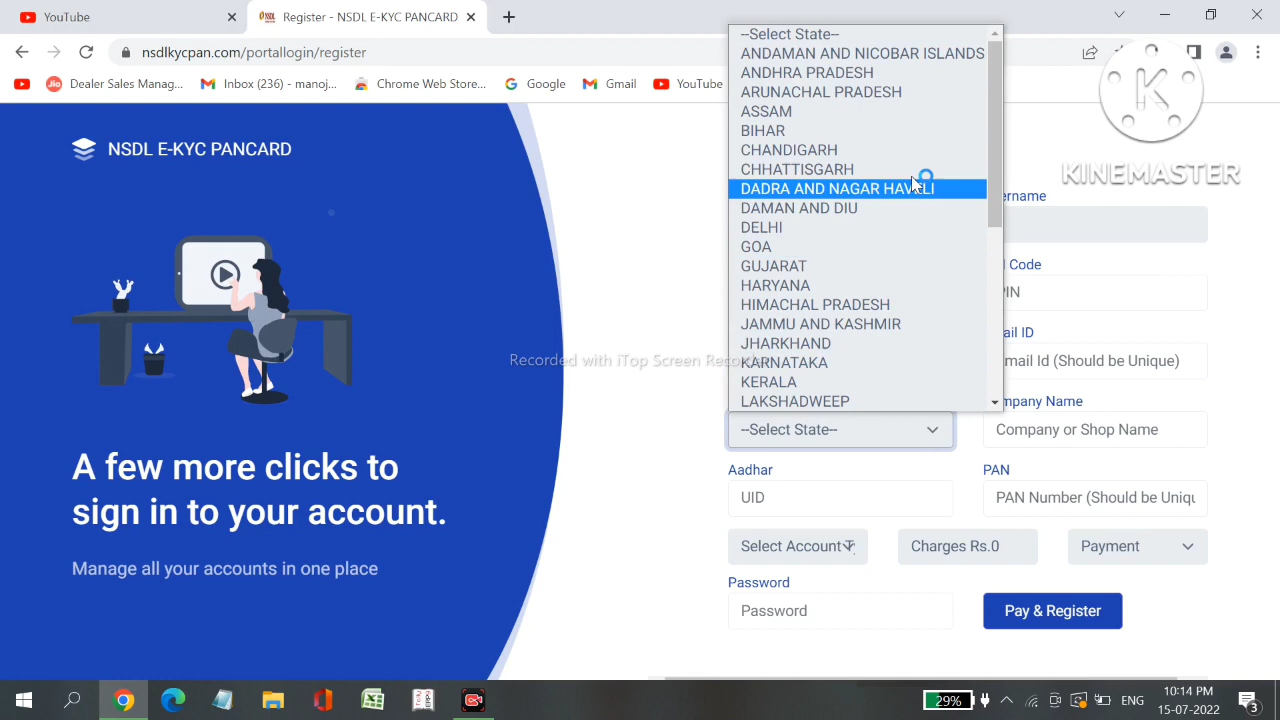 YouTube
Register - NSDL E-KYC PANCARD
nsdlkycpan.com/portallogin/register
Dealer Sales Manag...
Inbox (236) - manoj...
Chrome Web Store...
Google
Gmail
YouTube
NSDL E-KYC PANCARD
A few more clicks to
sign in to your account.
Manage all your accounts in one place
Recorded with iTop Screen
KINEMASTER
--Select State--
ANDAMAN AND NICOBAR ISLANDS
ANDHRA PRADESH
ARUNACHAL PRADESH
ASSAM
BIHAR
CHANDIGARH
CHHATTISGARH
DADRA AND NAGAR HAVELI
DAMAN AND DIU
DELHI
GOA
GUJARAT
HARYANA
HIMACHAL PRADESH
JAMMU AND KASHMIR
JHARKHAND
KARNATAKA
KERALA
LAKSHADWEEP
ername
Code
PIN
ail ID
mail Id (Should be Unique)
mpany Name
--Select State--
Company or Shop Name
Aadhar
PAN
UID
PAN Number (Should be Uniqu
Select Account T
Charges Rs.0
Payment
Password
Password
Pay & Register
29%
ENG
10:14 PM
15-07-2022
3